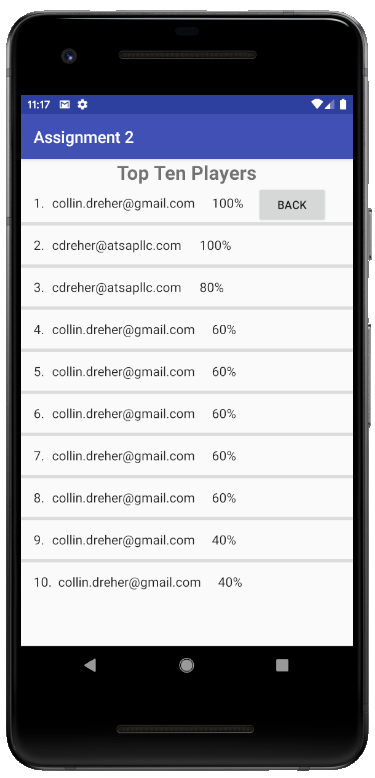 11:17
Assignment 2
Top Ten Players
1. collin.dreher@gmail.com 100% BACK
2. cdreher@atsapllc.com 100%
3. cdreher@atsapllc.com 80%
4. collin.dreher@gmail.com 60%
5. collin.dreher@gmail.com 60%
6. collin.dreher@gmail.com 60%
7. collin.dreher@gmail.com 60%
8. collin.dreher@gmail.com 60%
9. collin.dreher@gmail.com 40%
10. collin.dreher@gmail.com 40%